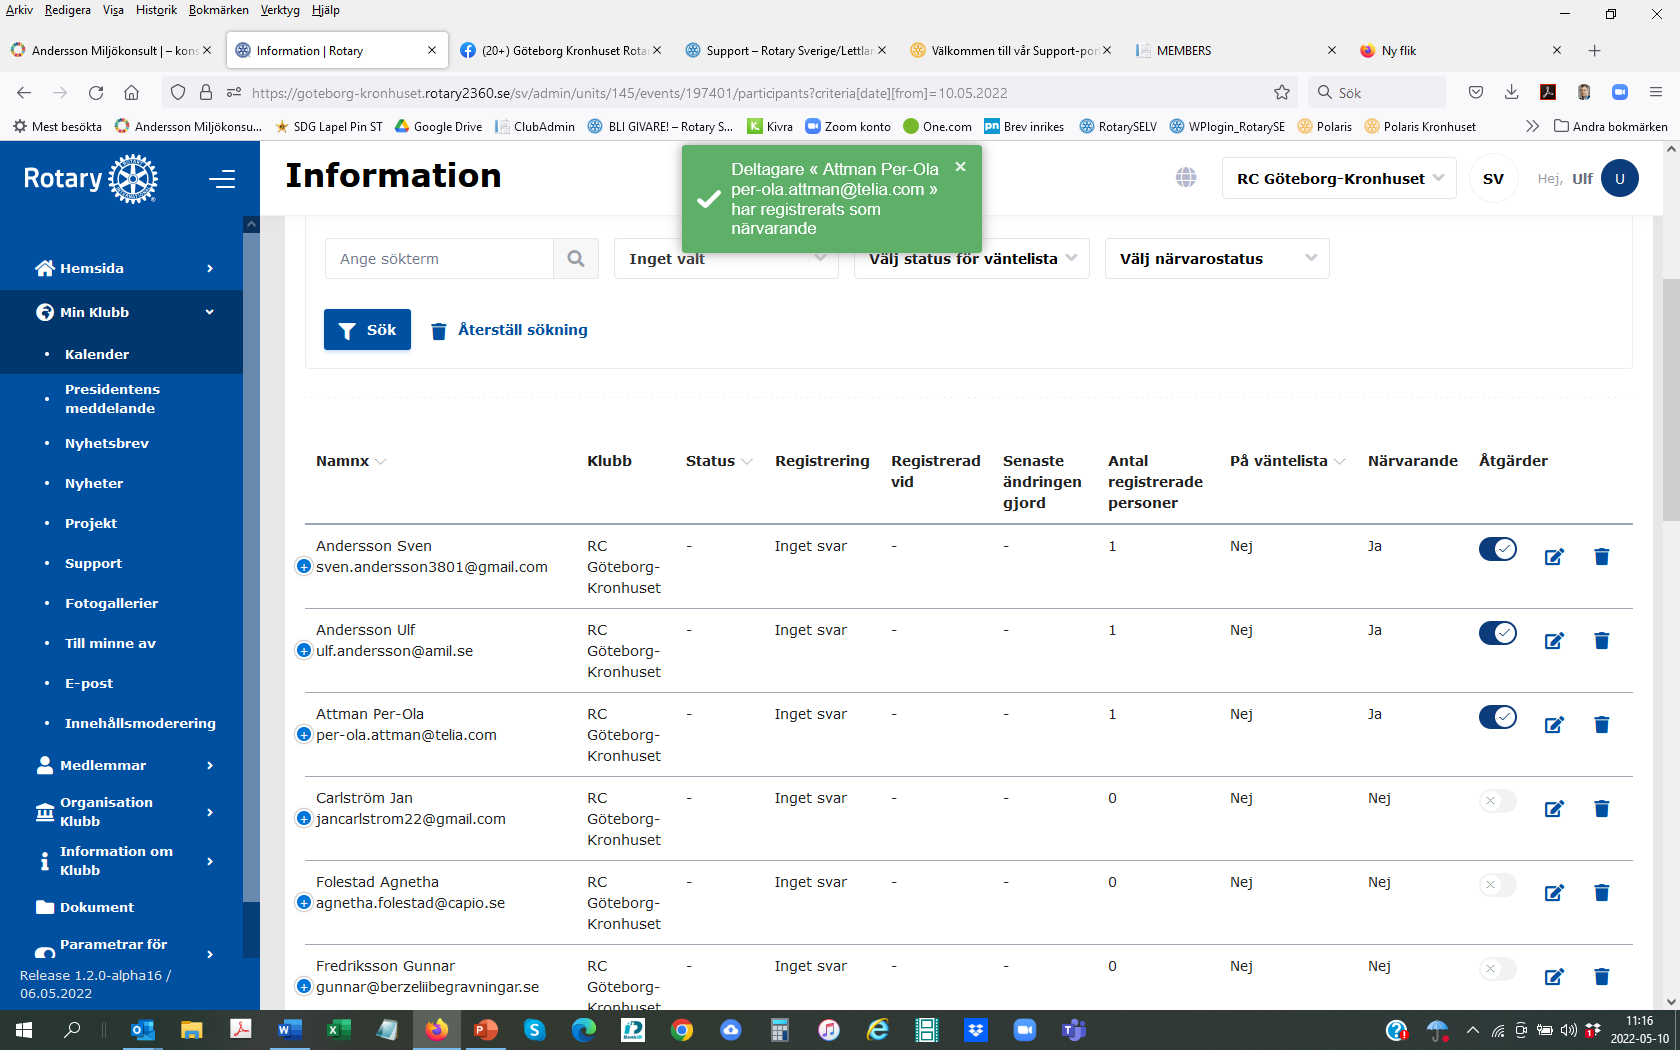 Arkiv Redigera Visa Historik Bokmärken Verktyg Hjälp
Andersson Miljökonsult | – kons
Information | Rotary
(20+) Göteborg Kronhuset Rota
Support – Rotary Sverige/Lettlan
Välkommen till vår Support-por
MEMBERS
Ny flik
https://goteborg-kronhuset.rotary2360.se/sv/admin/units/145/events/197401/participants?criteria[date][from]=10.05.2022
Sök
Mest besökta Andersson Miljökonsu... SDG Lapel Pin ST Google Drive ClubAdmin BLI GIVARE! – Rotary S... Kivra Zoom konto One.com Brev inrikes RotarySELV WPlogin_RotarySE Polaris Polaris Kronhuset Andra bokmärken
Rotary
Hemsida
Min Klubb
Kalender
Presidentens
meddelande
Nyhetsbrev
Nyheter
Projekt
Support
Fotogallerier
Till minne av
E-post
Innehållsmoderering
Medlemmar
Organisation
Klubb
Information om
Klubb
Dokument
Parametrar för
Release 1.2.0-alpha16 /
06.05.2022
Information
Deltagare « Attman Per-Ola
per-ola.attman@telia.com »
har registrerats som
närvarande
RC Göteborg-Kronhuset
SV
Hej, Ulf
U
Ange sökterm
Inget valt
Välj status för väntelista
Välj närvarostatus
Sök
Återställ sökning
Namnx Klubb Status Registrering Registrerad vid Senaste ändringen gjord Antal registrerade personer På väntelista Närvarande Åtgärder
Andersson Sven RC - Inget svar - - 1 Nej Ja
sven.andersson3801@gmail.com Göteborg-
Kronhuset
Andersson Ulf RC - Inget svar - - 1 Nej Ja
ulf.andersson@amil.se Göteborg-
Kronhuset
Attman Per-Ola RC - Inget svar - - 1 Nej Ja
per-ola.attman@telia.com Göteborg-
Kronhuset
Carlström Jan RC - Inget svar - - 0 Nej Nej
jancarlstrom22@gmail.com Göteborg-
Kronhuset
Folestad Agnetha RC - Inget svar - - 0 Nej Nej
agnetha.folestad@capio.se Göteborg-
Kronhuset
Fredriksson Gunnar RC - Inget svar - - 0 Nej Nej
gunnar@berzeliibegravningar.se Göteborg-
Kronhuset
11:16
2022-05-10